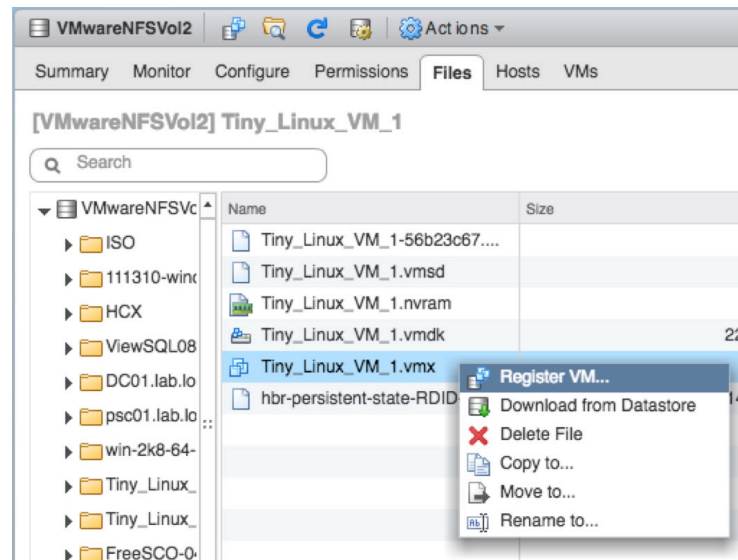 VMwareNFSVol2 Actions
Summary Monitor Configure Permissions Files Hosts VMs
[VMwareNFSVol2] Tiny_Linux_VM_1
Search
VMwareNFSVc
ISO
111310-wind
HCX
ViewSQL08
DC01.lab.lo
psc01.lab.lo
win-2k8-64-
Tiny_Linux_
Tiny_Linux_
FreeSCO-0
Name Size
Tiny_Linux_VM_1-56b23c67....
Tiny_Linux_VM_1.vmsd
Tiny_Linux_VM_1.nvram
Tiny_Linux_VM_1.vmdk 22
Tiny_Linux_VM_1.vmx
hbr-persistent-state-RDID-
Register VM...
Download from Datastore
Delete File
Copy to...
Move to...
Rename to...